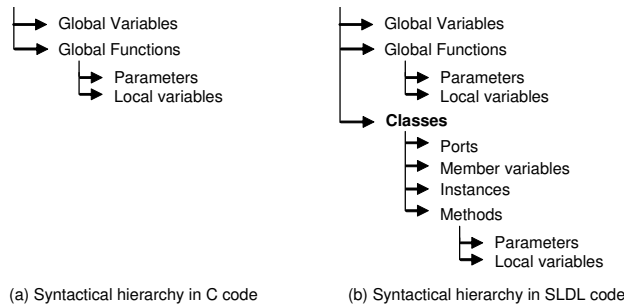 Global Variables
Global Functions
Parameters
Local variables
(a) Syntactical hierarchy in C code
Global Variables
Global Functions
Parameters
Local variables
Classes
Ports
Member variables
Instances
Methods
Parameters
Local variables
(b) Syntactical hierarchy in SLDL code